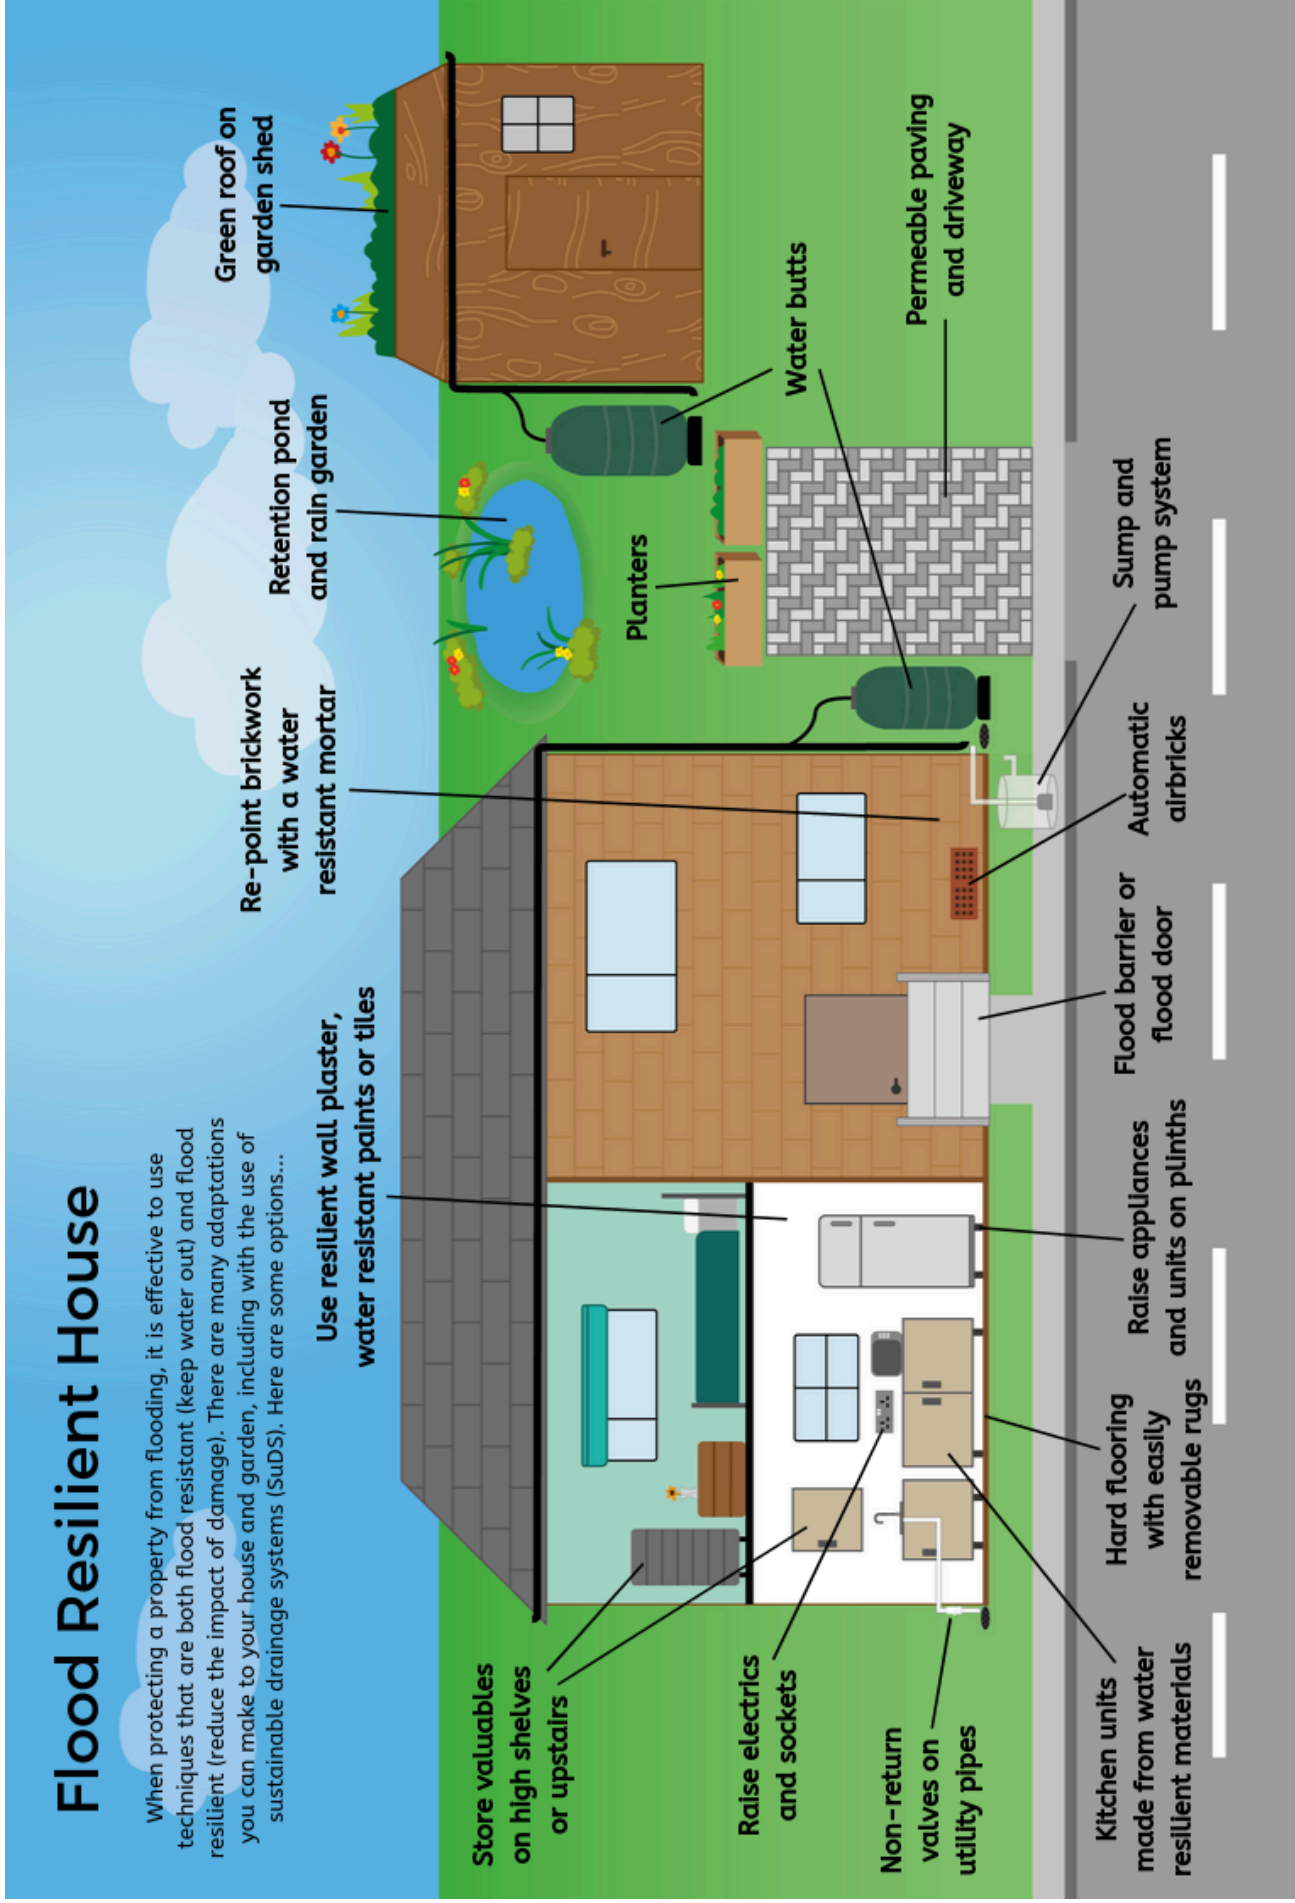 Flood Resilient House
When protecting a property from flooding, it is effective to use
techniques that are both flood resistant (keep water out) and flood
resilient (reduce the impact of damage). There are many adaptations
you can make to your house and garden, including with the use of
sustainable drainage systems (SuDS). Here are some options...
Green roof on
garden shed
Retention pond
and rain garden
Re-point brickwork
with a water
resistant mortar
Use resilient wall plaster,
water resistant paints or tiles
Store valuables
on high shelves
or upstairs
Planters
Water butts
Raise electrics
and sockets
Permeable paving
and driveway
Non-return
valves on
utility pipes
Kitchen units
made from water
resilient materials
Hard flooring
with easily
removable rugs
Raise appliances
and units on plinths
Flood barrier or
flood door
Automatic
airbricks
Sump and
pump system